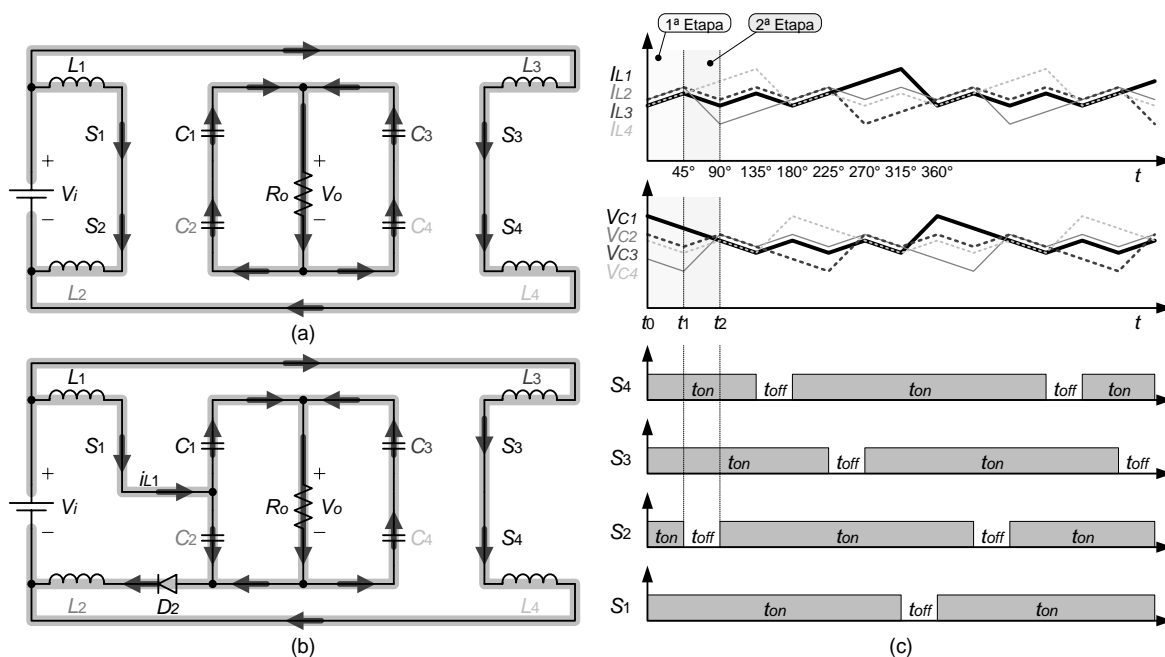 L1
L3
S1
C1
C3
S3
+
+
Vi
Ro
Vo
−
−
S2
C2
C4
S4
L2
L4
(a)
L1
L3
S1
C1
C3
S3
iL1
+
+
Vi
Ro
Vo
−
−
C2
C4
S4
L2
D2
L4
(b)
1ª Etapa
2ª Etapa
IL1
IL2
IL3
IL4
45° 90° 135° 180° 225° 270° 315° 360°
t
VC1
VC2
VC3
VC4
t0 t1 t2
t
S4 ton toff ton toff ton
S3 ton toff ton toff
S2 ton toff ton toff ton
S1 ton toff ton
(c)